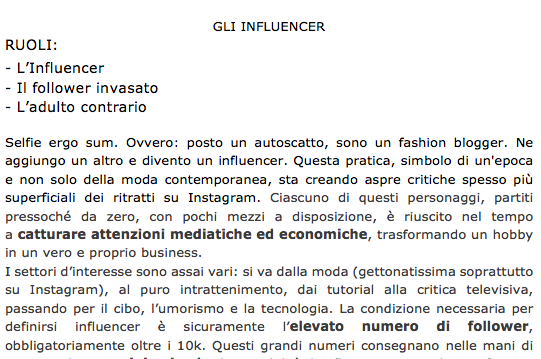 GLI INFLUENCER
RUOLI:
- L’Influencer
- Il follower invasato
- L’adulto contrario
Selfie ergo sum. Ovvero: posto un autoscatto, sono un fashion blogger. Ne
aggiungo un altro e divento un influencer. Questa pratica, simbolo di un'epoca
e non solo della moda contemporanea, sta creando aspre critiche spesso più
superficiali dei ritratti su Instagram. Ciascuno di questi personaggi, partiti
pressoché da zero, con pochi mezzi a disposizione, è riuscito nel tempo
a catturare attenzioni mediatiche ed economiche, trasformando un hobby
in un vero e proprio business.
I settori d’interesse sono assai vari: si va dalla moda (gettonatissima soprattutto
su Instagram), al puro intrattenimento, dai tutorial alla critica televisiva,
passando per il cibo, l’umorismo e la tecnologia. La condizione necessaria per
definirsi influencer è sicuramente l’elevato numero di follower,
obbligatoriamente oltre i 10k. Questi grandi numeri consegnano nelle mani di